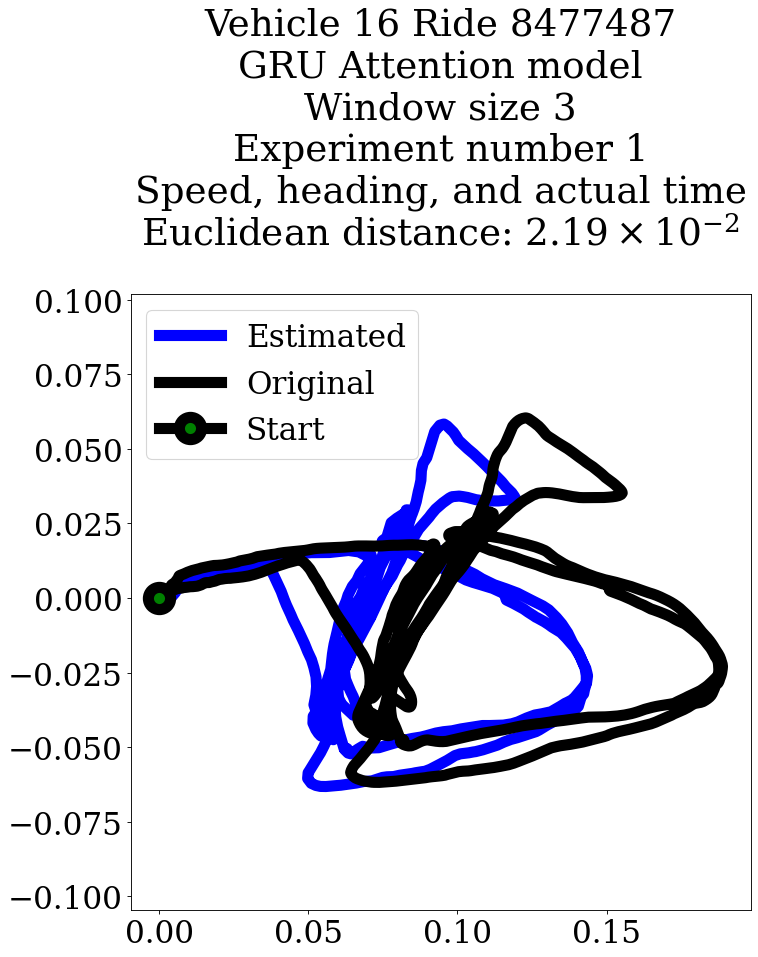 Vehicle 16 Ride 8477487
GRU Attention model
Window size 3
Experiment number 1
Speed, heading, and actual time
Euclidean distance: 2.19 × 10⁻²
Estimated
Original
Start
0.100
0.075
0.050
0.025
0.000
−0.025
−0.050
−0.075
−0.100
0.00 0.05 0.10 0.15